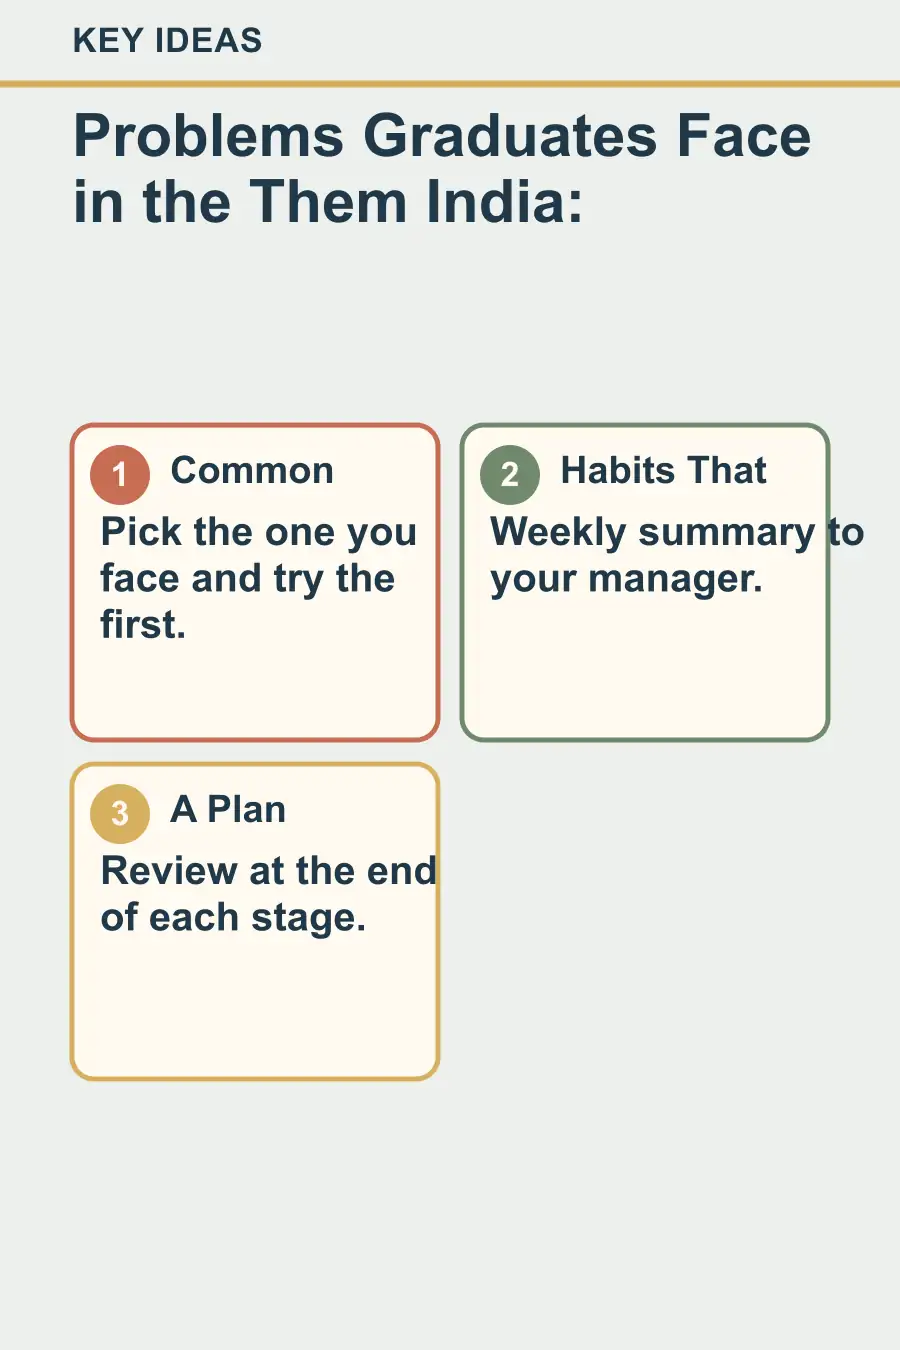 KEY IDEAS
Problems Graduates Face
in the Them India:
1 Common
Pick the one you
face and try the
first.
2 Habits That
Weekly summary to
your manager.
3 A Plan
Review at the end
of each stage.